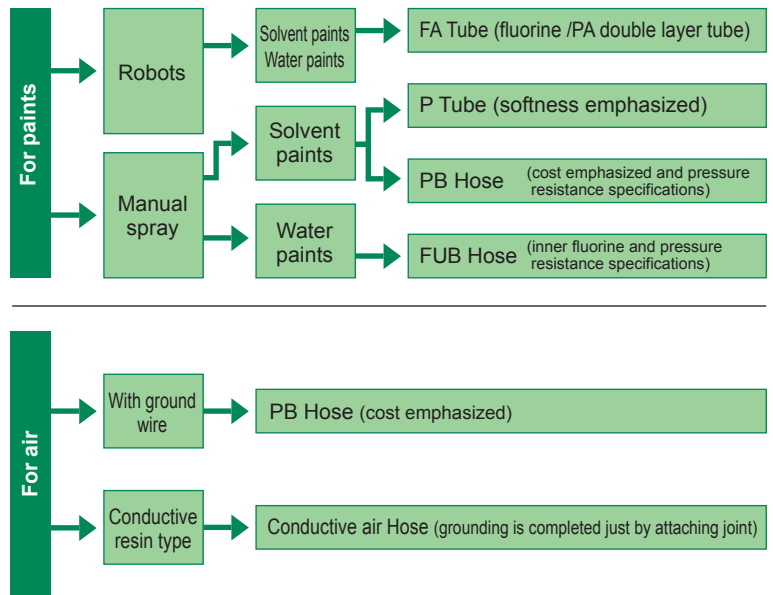 For paints
Robots
Solvent paints
Water paints
FA Tube (fluorine /PA double layer tube)
Manual
spray
Solvent
paints
P Tube (softness emphasized)
PB Hose (cost emphasized and pressure
resistance specifications)
Water
paints
FUB Hose (inner fluorine and pressure
resistance specifications)
For air
With ground
wire
PB Hose (cost emphasized)
Conductive
resin type
Conductive air Hose (grounding is completed just by attaching joint)